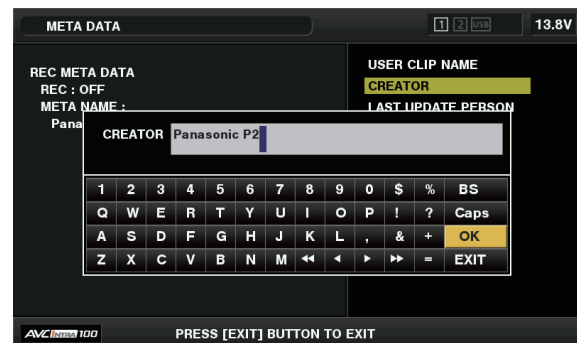 META DATA
1 2 USB
13.8V
REC META DATA
REC : OFF
META NAME :
Pana
USER CLIP NAME
CREATOR
LAST UPDATE PERSON
CREATOR Panasonic P2
1 2 3 4 5 6 7 8 9 0 $ % BS
Q W E R T Y U I O P ! ? Caps
A S D F G H J K L , & + OK
Z X C V B N M ◄◄ ◄ ► ►► = EXIT
AVC INTRA 100
PRESS [EXIT] BUTTON TO EXIT